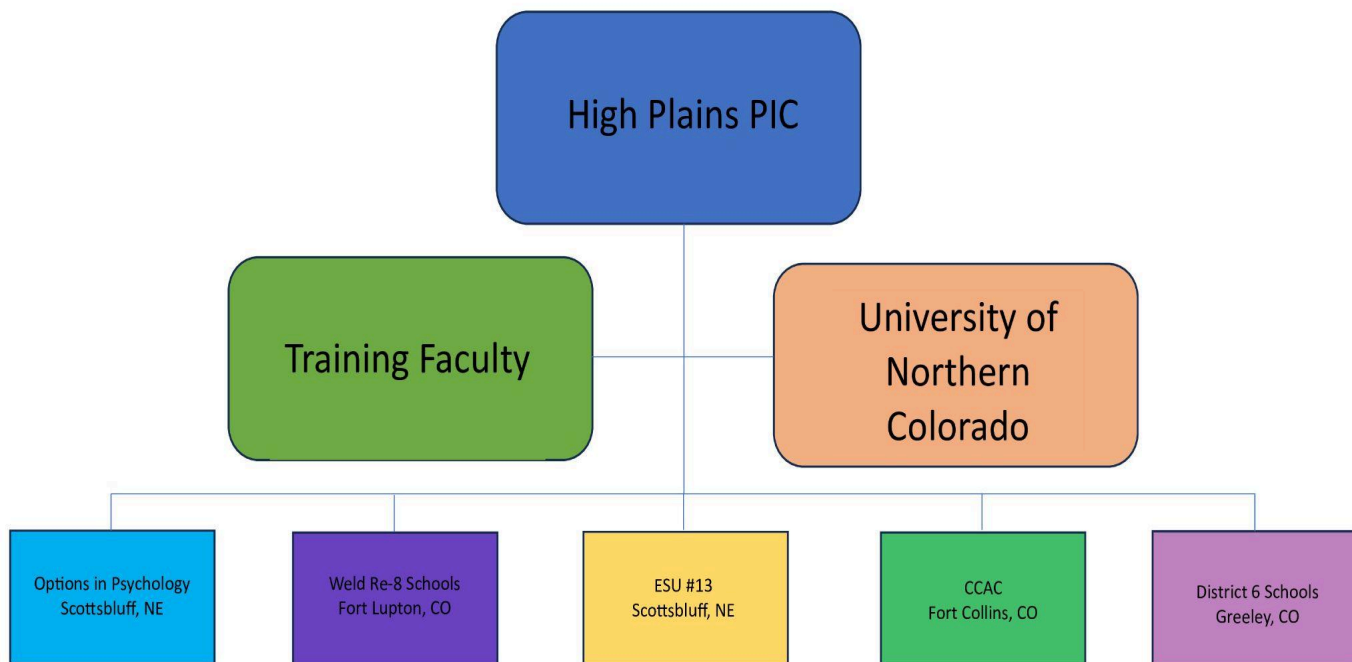 High Plains PIC
Training Faculty
University of
Northern
Colorado
Options in Psychology
Scottsbluff, NE
Weld Re-8 Schools
Fort Lupton, CO
ESU #13
Scottsbluff, NE
CCAC
Fort Collins, CO
District 6 Schools
Greeley, CO